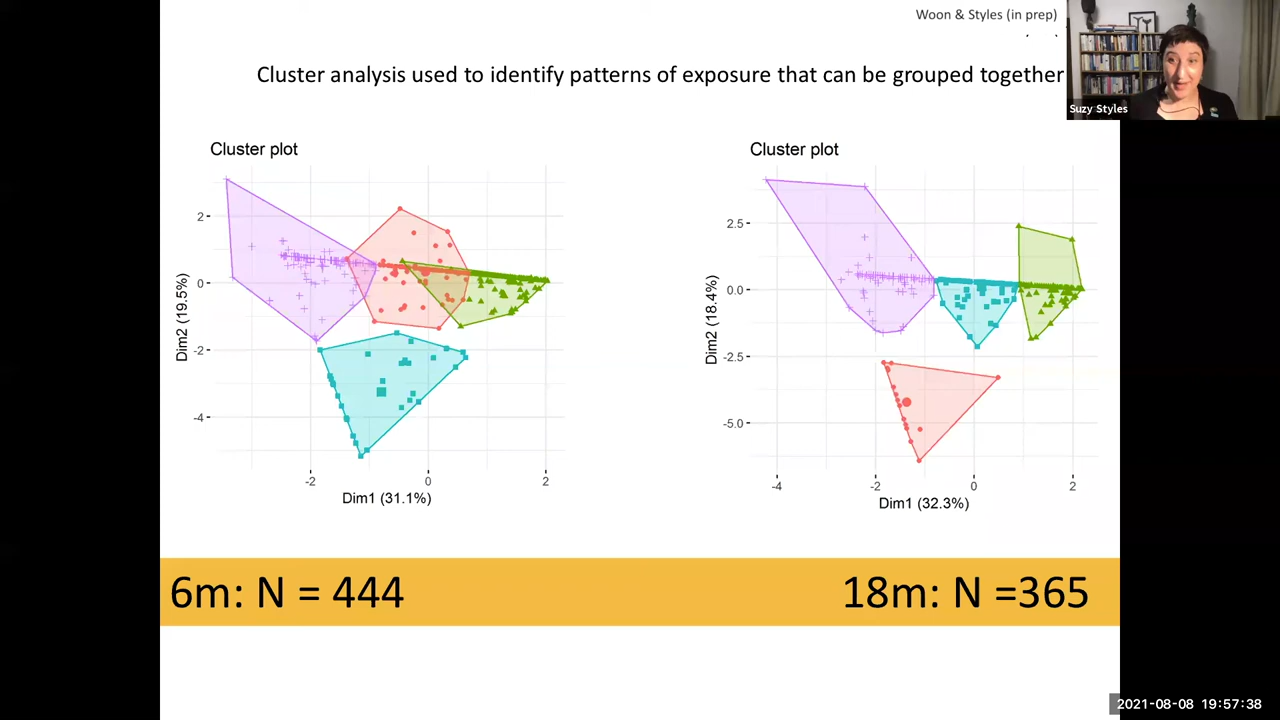 Woon & Styles (in prep)
Cluster analysis used to identify patterns of exposure that can be grouped together
Suzy Styles
Cluster plot
2
0
-2
-4
Dim2 (19.5%)
-2
0
2
Dim1 (31.1%)
Cluster plot
2.5
0.0
-2.5
-5.0
Dim2 (18.4%)
-4
-2
0
2
Dim1 (32.3%)
6m: N = 444
18m: N =365
2021-08-08 19:57:38